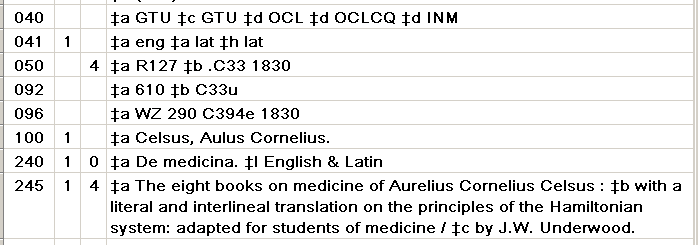 040 ‡a GTU ‡c GTU ‡d OCL ‡d OCLCQ ‡d INM
041 1 ‡a eng ‡a lat ‡h lat
050 4 ‡a R127 ‡b .C33 1830
092 ‡a 610 ‡b C33u
096 ‡a WZ 290 C394e 1830
100 1 ‡a Celsus, Aulus Cornelius.
240 1 0 ‡a De medicina. ‡l English & Latin
245 1 4 ‡a The eight books on medicine of Aurelius Cornelius Celsus : ‡b with a
literal and interlineal translation on the principles of the Hamiltonian
system: adapted for students of medicine / ‡c by J.W. Underwood.